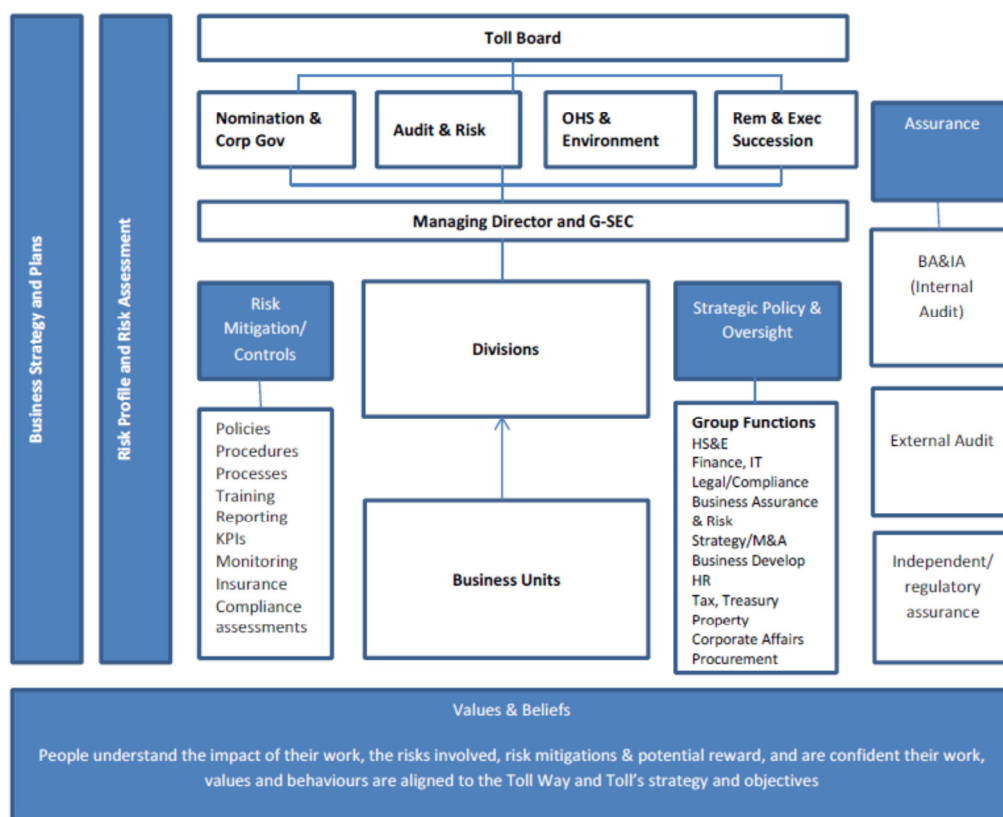 Business Strategy and Plans
Risk Profile and Risk Assessment
Toll Board
Nomination &
Corp Gov
Audit & Risk
OHS &
Environment
Rem & Exec
Succession
Managing Director and G-SEC
Risk
Mitigation/
Controls
Policies
Procedures
Processes
Training
Reporting
KPIs
Monitoring
Insurance
Compliance
assessments
Divisions
Business Units
Strategic Policy &
Oversight
Group Functions
HS&E
Finance, IT
Legal/Compliance
Business Assurance
& Risk
Strategy/M&A
Business Develop
HR
Tax, Treasury
Property
Corporate Affairs
Procurement
Assurance
BA&IA
(Internal
Audit)
External Audit
Independent/
regulatory
assurance
Values & Beliefs
People understand the impact of their work, the risks involved, risk mitigations & potential reward, and are confident their work,
values and behaviours are aligned to the Toll Way and Toll's strategy and objectives